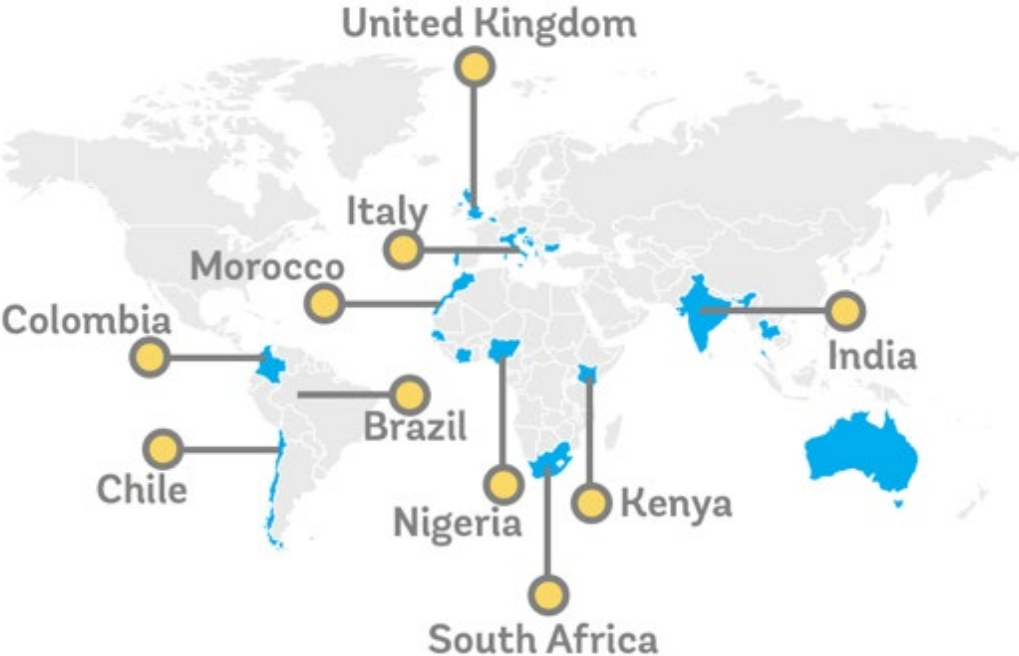 United Kingdom
Italy
Morocco
Colombia
India
Brazil
Chile
Nigeria
Kenya
South Africa